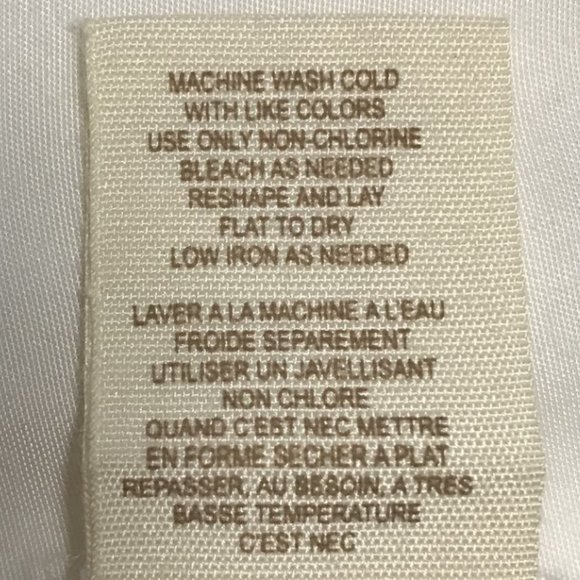 MACHINE WASH COLD
WITH LIKE COLORS
USE ONLY NON-CHLORINE
BLEACH AS NEEDED
RESHAPE AND LAY
FLAT TO DRY
LOW IRON AS NEEDED
LAVER A LA MACHINE A L'EAU
FROIDE SEPAREMENT
UTILISER UN JAVELLISANT
NON CHLORE
QUAND C'EST NEC METTRE
EN FORME SECHER A PLAT
REPASSER, AU BESOIN, A TRES
BASSE TEMPERATURE
C'EST NEC